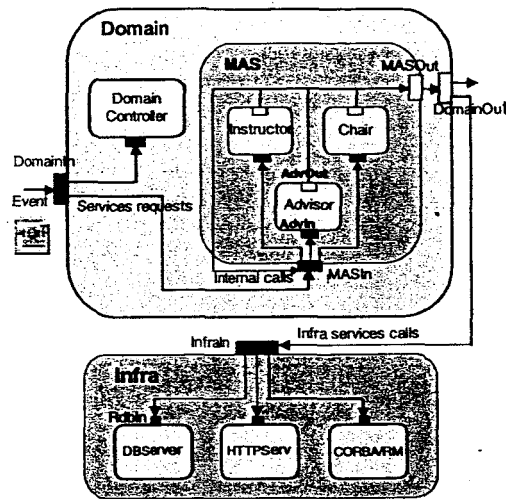 Domain
MAS
MASOut
Domain
Controller
Instructor
Chair
DomainOut
DomainIn
AdvOut
Event
Services requests
Advisor
AdvIn
Internal calls
MASIn
InfraIn
Infra services calls
Infra
RdbIn
DBserver
HTTPServ
CORBA/RM